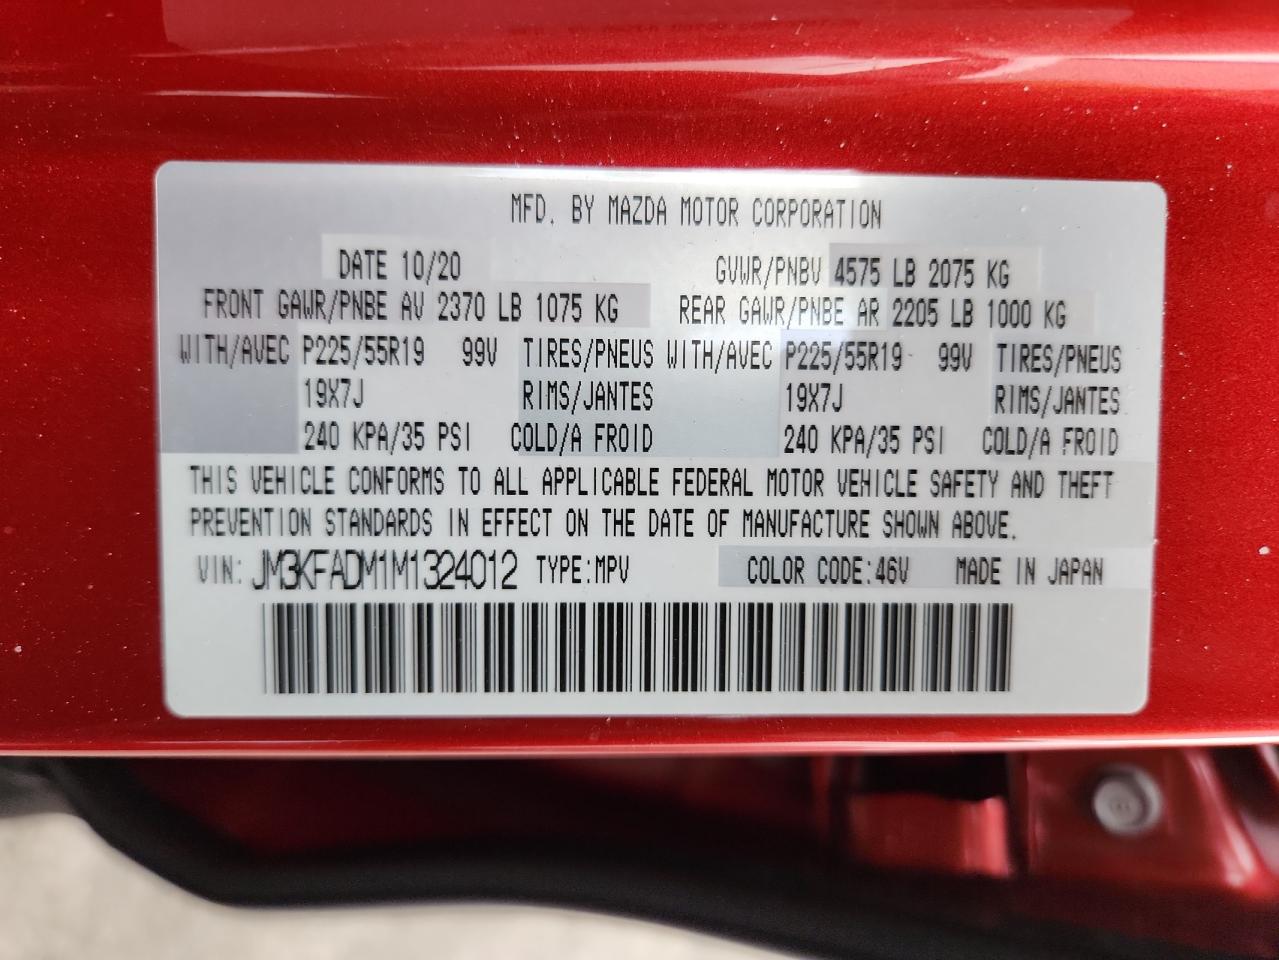 MFD. BY MAZDA MOTOR CORPORATION
DATE 10/20 GVWR/PNBV 4575 LB 2075 KG
FRONT GAWR/PNBE AV 2370 LB 1075 KG REAR GAWR/PNBE AR 2205 LB 1000 KG
WITH/AVEC P225/55R19 99V TIRES/PNEUS WITH/AVEC P225/55R19 99V TIRES/PNEUS
19X7J RIMS/JANTES 19X7J RIMS/JANTES
240 KPA/35 PSI COLD/A FROID 240 KPA/35 PSI COLD/A FROID
THIS VEHICLE CONFORMS TO ALL APPLICABLE FEDERAL MOTOR VEHICLE SAFETY AND THEFT
PREVENTION STANDARDS IN EFFECT ON THE DATE OF MANUFACTURE SHOWN ABOVE.
VIN: JM3KFADM1M1324012 TYPE:MPV COLOR CODE:46V MADE IN JAPAN